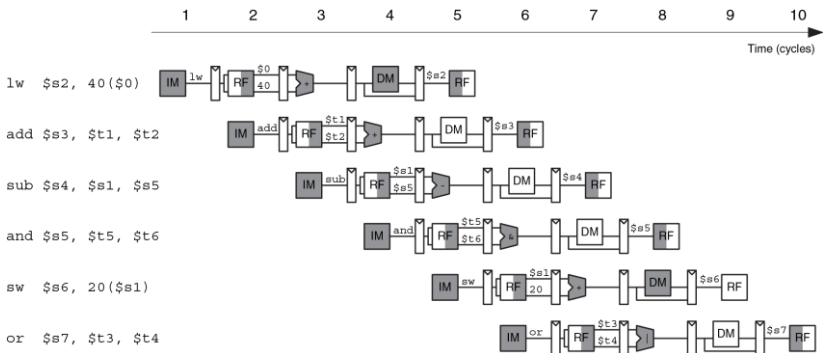 1 2 3 4 5 6 7 8 9 10
Time (cycles)
lw $s2, 40($0) IM lw RF $0 40 + DM $s2 RF
add $s3, $t1, $t2 IM add RF $t1 $t2 + DM $s3 RF
sub $s4, $s1, $s5 IM sub RF $s1 $s5 - DM $s4 RF
and $s5, $t5, $t6 IM and RF $t5 $t6 & DM $s5 RF
sw $s6, 20($s1) IM sw RF $s1 20 + DM $s6 RF
or $s7, $t3, $t4 IM or RF $t3 $t4 | DM $s7 RF